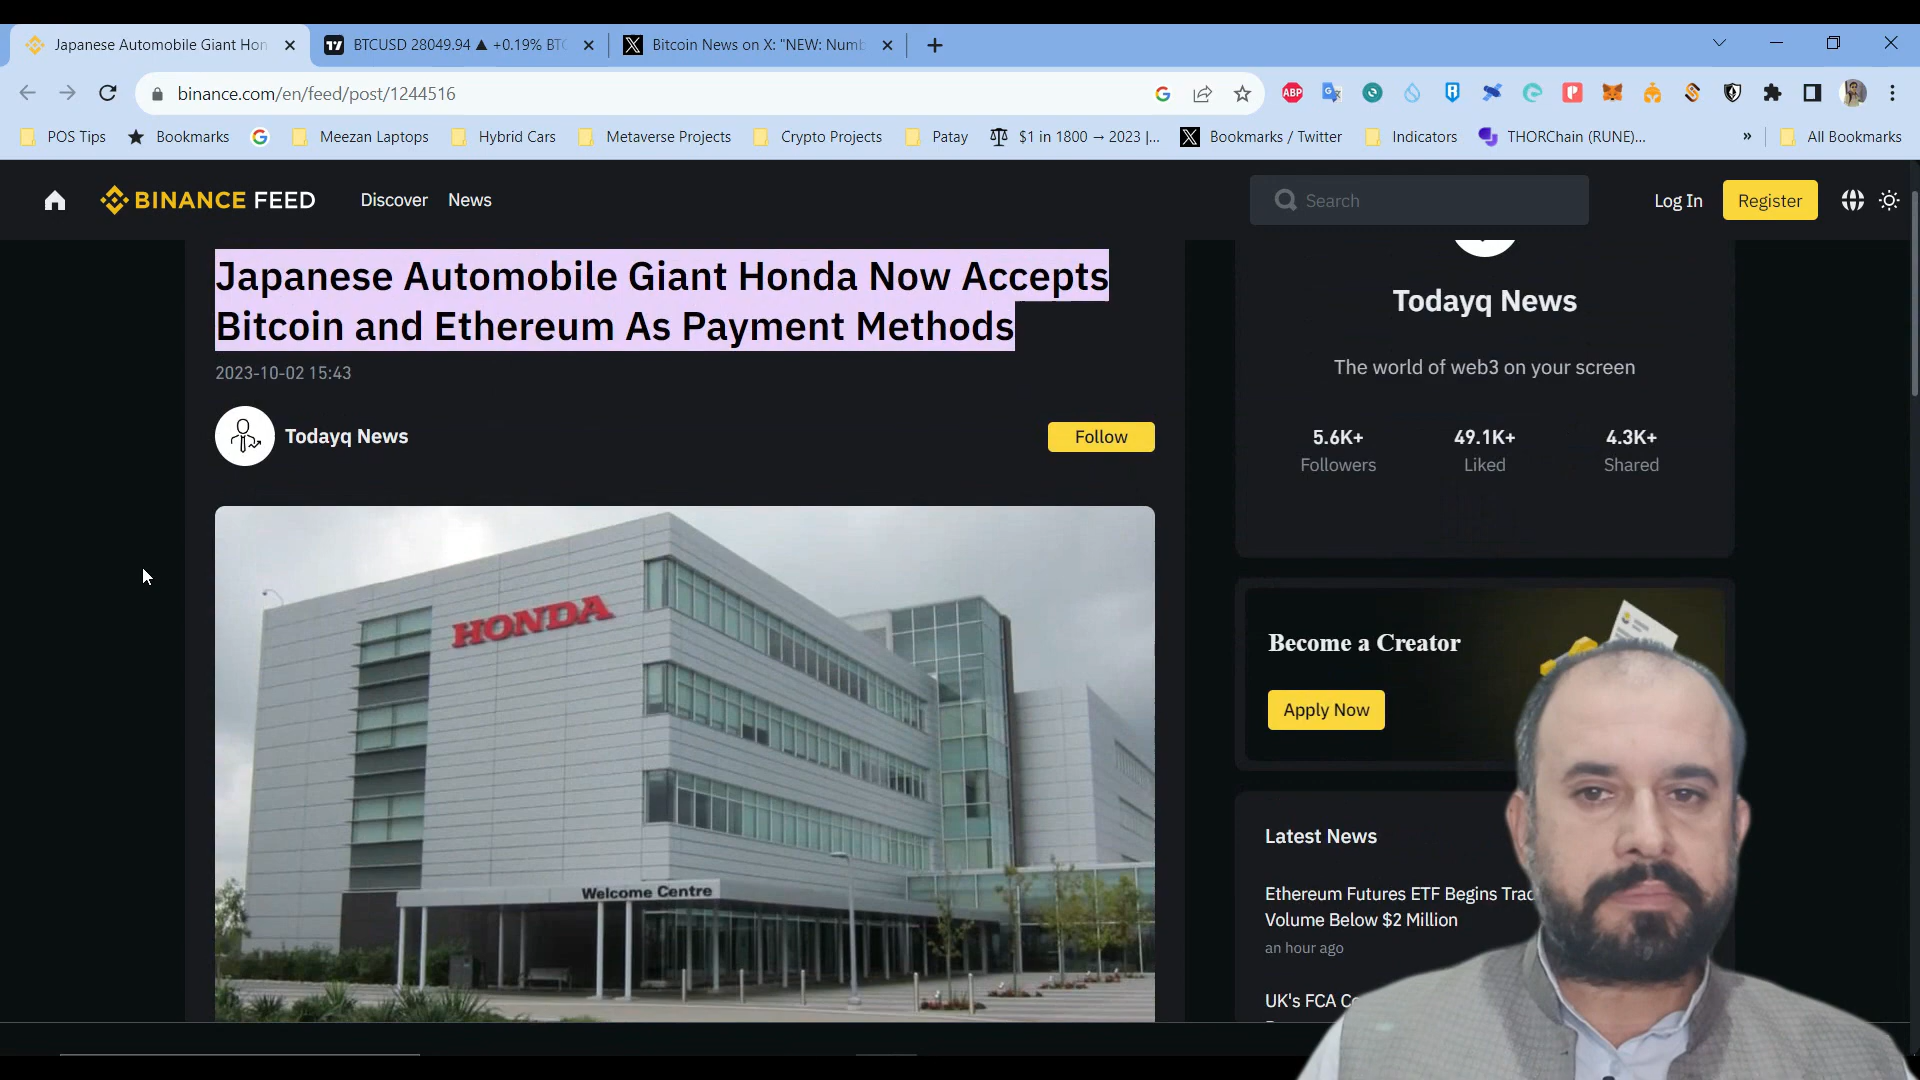 Japanese Automobile Giant Hon
BTCUSD 28049.94 ▲ +0.19% BTC
Bitcoin News on X: "NEW: Numb
binance.com/en/feed/post/1244516
ABP
POS Tips
Bookmarks
Meezan Laptops
Hybrid Cars
Metaverse Projects
Crypto Projects
Patay
$1 in 1800 → 2023 |...
Bookmarks / Twitter
Indicators
THORChain (RUNE)...
»
All Bookmarks
BINANCE FEED
Discover
News
Search
Log In
Register
Japanese Automobile Giant Honda Now Accepts
Bitcoin and Ethereum As Payment Methods
2023-10-02 15:43
Todayq News
Follow
HONDA
Welcome Centre
Todayq News
The world of web3 on your screen
5.6K+
Followers
49.1K+
Liked
4.3K+
Shared
Become a Creator
Apply Now
Latest News
Ethereum Futures ETF Begins Trad
Volume Below $2 Million
an hour ago
UK's FCA